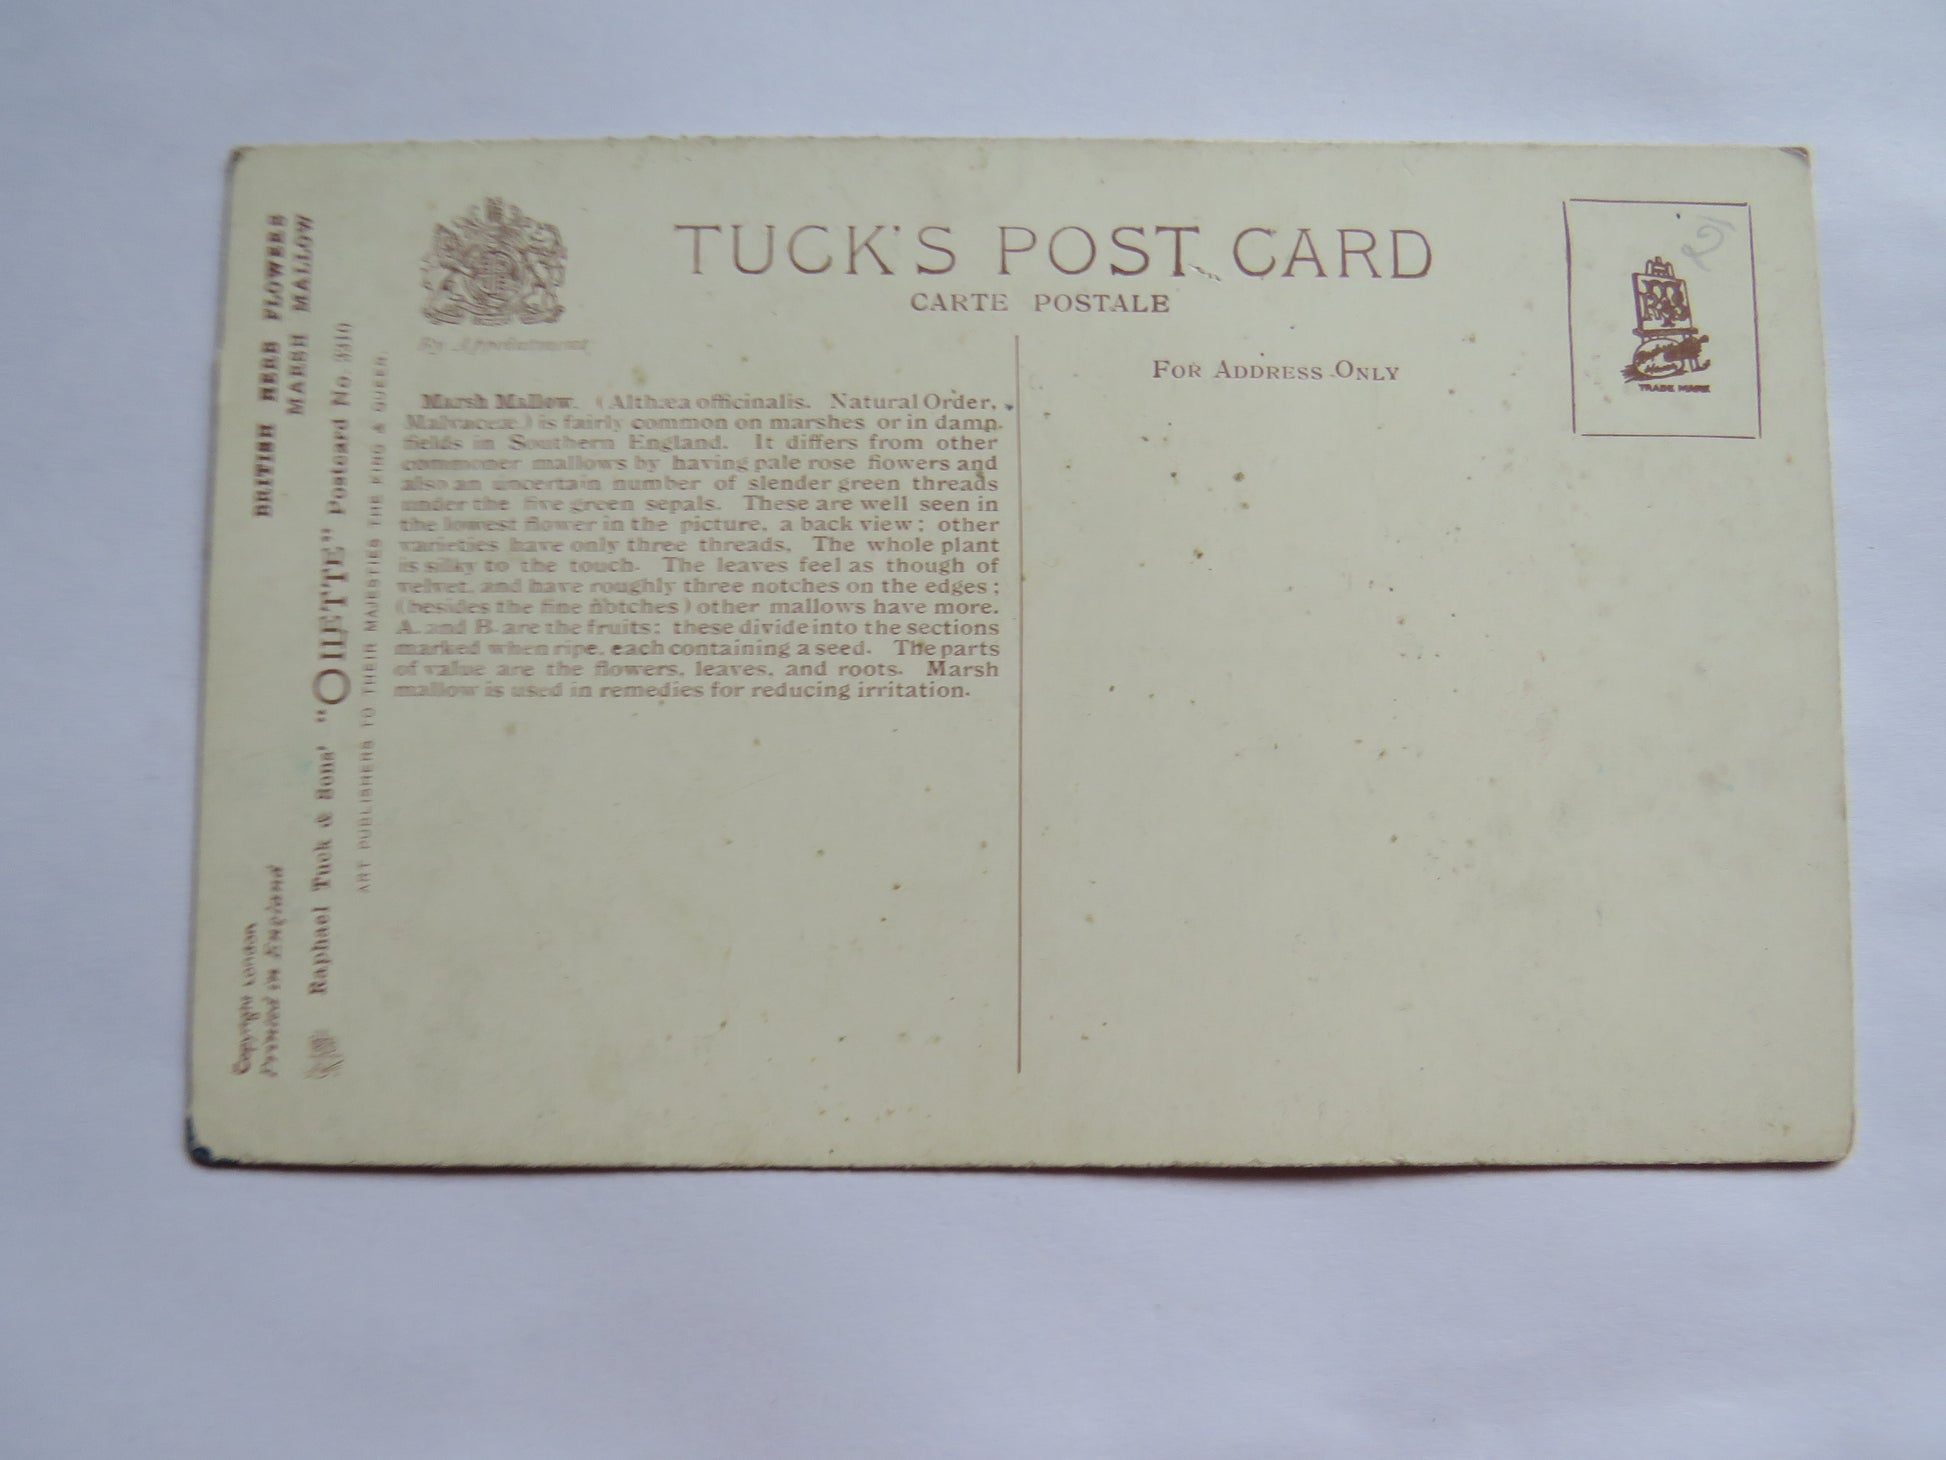 TUCK'S POST CARD
CARTE POSTALE
By Appointment
FOR ADDRESS ONLY
TRADE MARK
Marsh Mallow. (Althæa officinalis. Natural Order,
Malvaceæ.) is fairly common on marshes or in damp
fields in Southern England. It differs from other
commoner mallows by having pale rose flowers and
also an uncertain number of slender green threads
under the five green sepals. These are well seen in
the lowest flower in the picture, a back view; other
varieties have only three threads. The whole plant
is silky to the touch. The leaves feel as though of
velvet, and have roughly three notches on the edges;
(besides the fine notches) other mallows have more.
A. and B. are the fruits: these divide into the sections
marked when ripe, each containing a seed. The parts
of value are the flowers, leaves, and roots. Marsh
mallow is used in remedies for reducing irritation.
BRITISH HERB FLOWERS
MARSH MALLOW
Raphael Tuck & Sons' "OILETTE" Postcard No.
ART PUBLISHERS TO THEIR MAJESTIES THE KING & QUEEN.
Copyright London
Printed in England